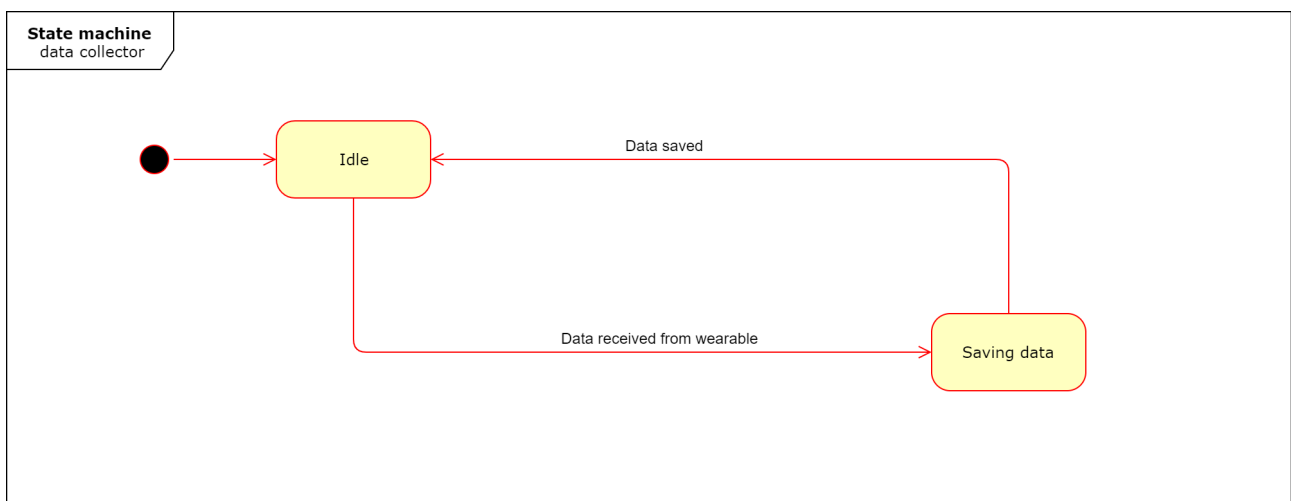 State machine
data collector
Idle
Data saved
Data received from wearable
Saving data